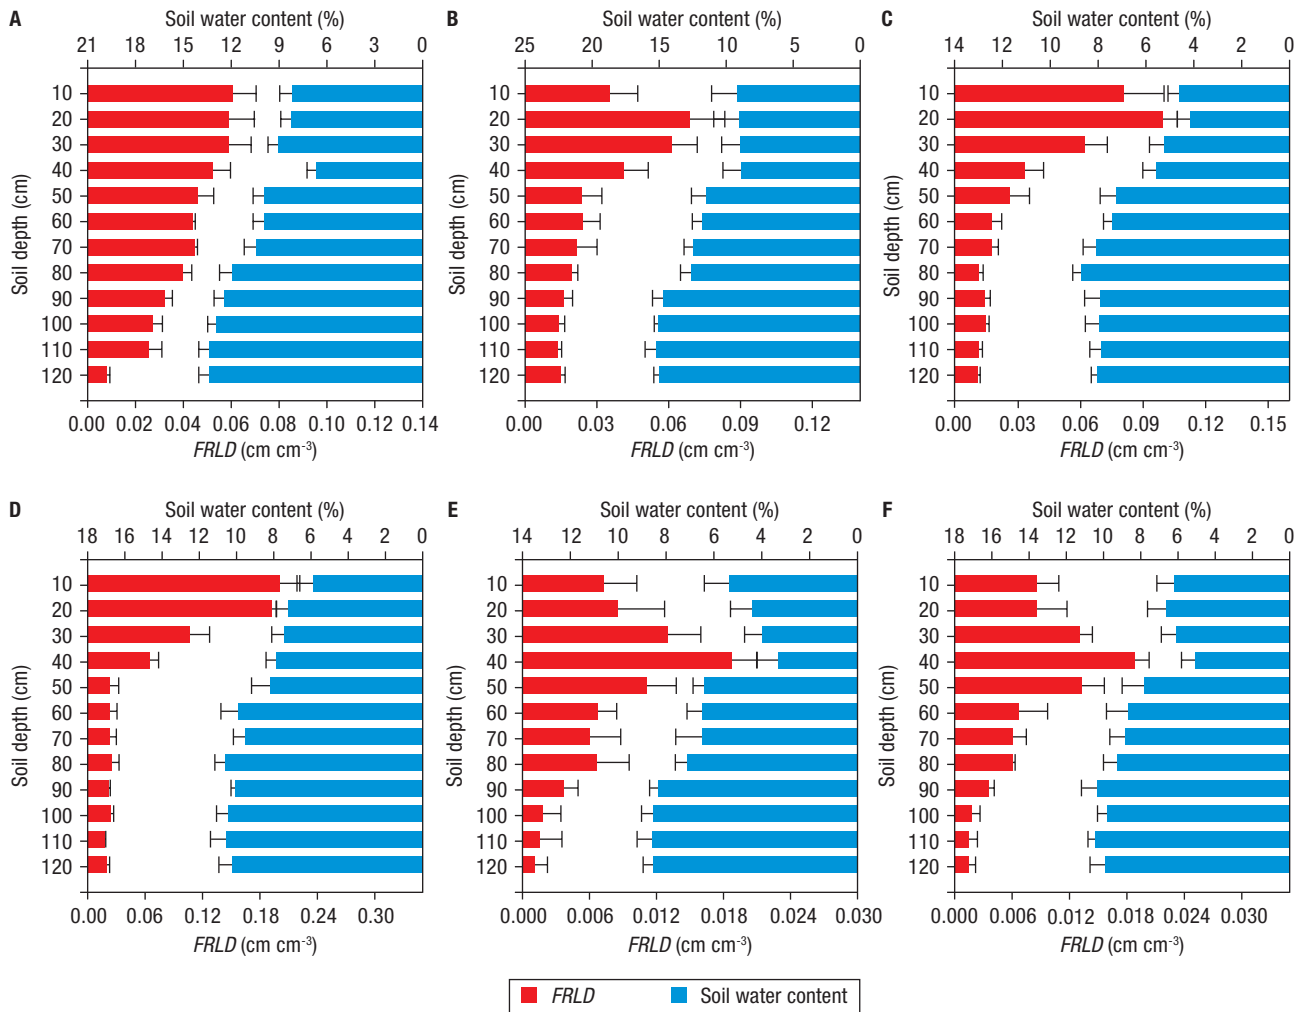 A Soil water content (%)
21 18 15 12 9 6 3 0
Soil depth (cm)
10
20
30
40
50
60
70
80
90
100
110
120
0.00 0.02 0.04 0.06 0.08 0.10 0.12 0.14
FRLD (cm cm⁻³)
B Soil water content (%)
25 20 15 10 5 0
Soil depth (cm)
10
20
30
40
50
60
70
80
90
100
110
120
0.00 0.03 0.06 0.09 0.12
FRLD (cm cm⁻³)
C Soil water content (%)
14 12 10 8 6 4 2 0
Soil depth (cm)
10
20
30
40
50
60
70
80
90
100
110
120
0.00 0.03 0.06 0.09 0.12 0.15
FRLD (cm cm⁻³)
D Soil water content (%)
18 16 14 12 10 8 6 4 2 0
Soil depth (cm)
10
20
30
40
50
60
70
80
90
100
110
120
0.00 0.06 0.12 0.18 0.24 0.30
FRLD (cm cm⁻³)
E Soil water content (%)
14 12 10 8 6 4 2 0
Soil depth (cm)
10
20
30
40
50
60
70
80
90
100
110
120
0.000 0.006 0.012 0.018 0.024 0.030
FRLD (cm cm⁻³)
F Soil water content (%)
18 16 14 12 10 8 6 4 2 0
Soil depth (cm)
10
20
30
40
50
60
70
80
90
100
110
120
0.000 0.006 0.012 0.018 0.024 0.030
FRLD (cm cm⁻³)
FRLD Soil water content